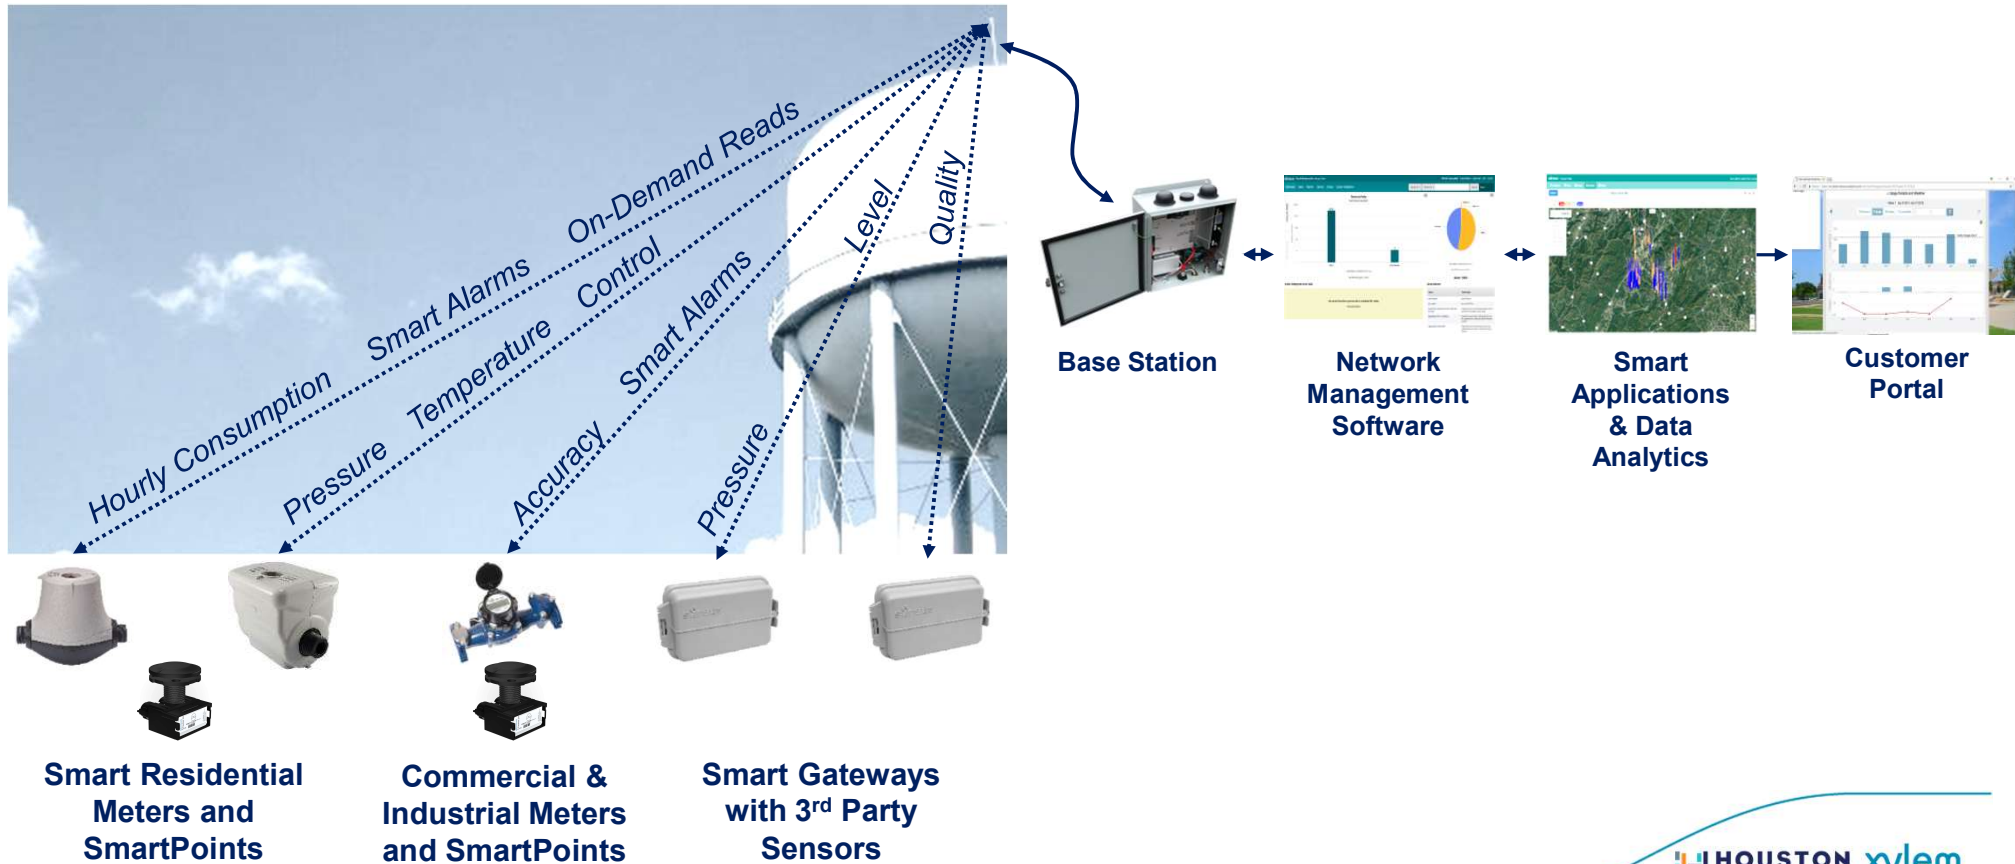 Hourly Consumption Smart Alarms On-Demand Reads
Pressure Temperature Control
Accuracy Smart Alarms
Pressure Level
Quality
Base Station
Network
Management
Software
Smart
Applications
& Data
Analytics
Customer
Portal
Smart Residential
Meters and
SmartPoints
Commercial &
Industrial Meters
and SmartPoints
Smart Gateways
with 3rd Party
Sensors
HOUSTON xylem